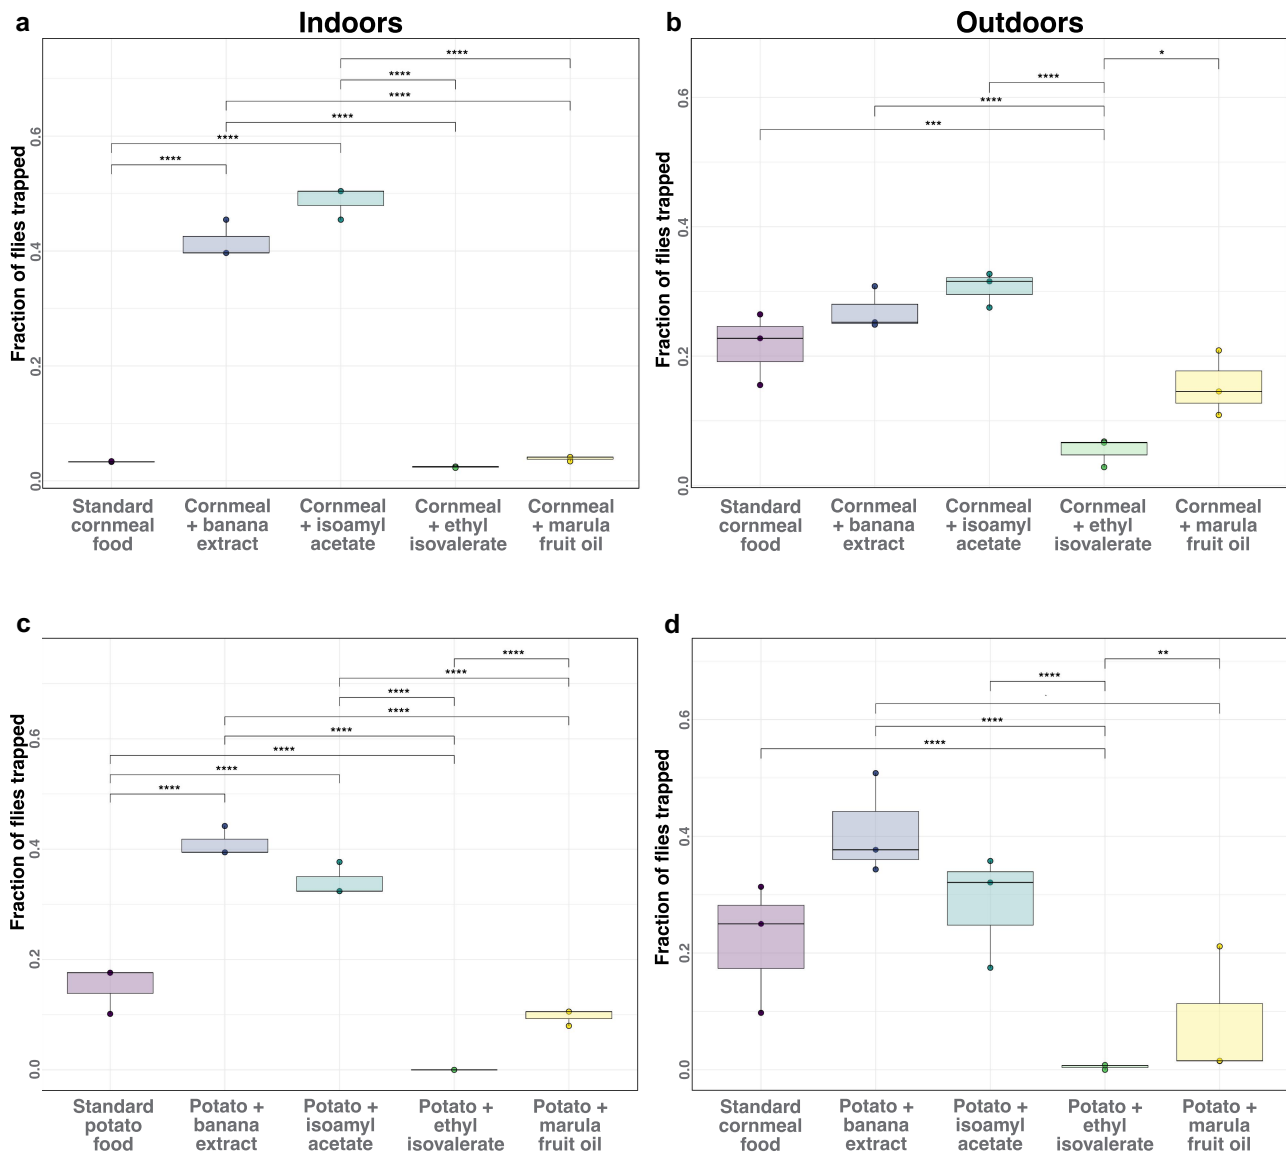 a
Indoors
b
Outdoors
Fraction of flies trapped
0.6
0.4
0.2
0.0
****
****
****
****
****
****
Standard
cornmeal
food
Cornmeal
+ banana
extract
Cornmeal
+ isoamyl
acetate
Cornmeal
+ ethyl
isovalerate
Cornmeal
+ marula
fruit oil
Fraction of flies trapped
0.6
0.4
0.2
0.0
*
****
****
***
Standard
cornmeal
food
Cornmeal
+ banana
extract
Cornmeal
+ isoamyl
acetate
Cornmeal
+ ethyl
isovalerate
Cornmeal
+ marula
fruit oil
c
Fraction of flies trapped
0.6
0.4
0.2
0.0
****
****
****
****
****
****
****
****
Standard
potato
food
Potato +
banana
extract
Potato +
isoamyl
acetate
Potato +
ethyl
isovalerate
Potato +
marula
fruit oil
d
Fraction of flies trapped
0.6
0.4
0.2
0.0
**
****
.
****
****
Standard
cornmeal
food
Potato +
banana
extract
Potato +
isoamyl
acetate
Potato +
ethyl
isovalerate
Potato +
marula
fruit oil